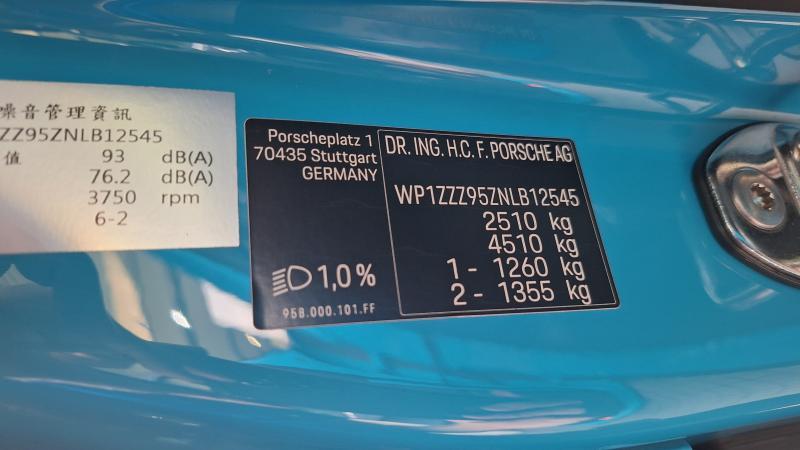 噪音管理資訊
ZZ95ZNLB12545
值 93 dB(A)
76.2 dB(A)
3750 rpm
6-2
Porscheplatz 1
70435 Stuttgart
GERMANY
1,0%
95B.000.101.FF
DR. ING. H.C. F. PORSCHE AG
WP1ZZZ95ZNLB12545
2510 kg
4510 kg
1 - 1260 kg
2 - 1355 kg